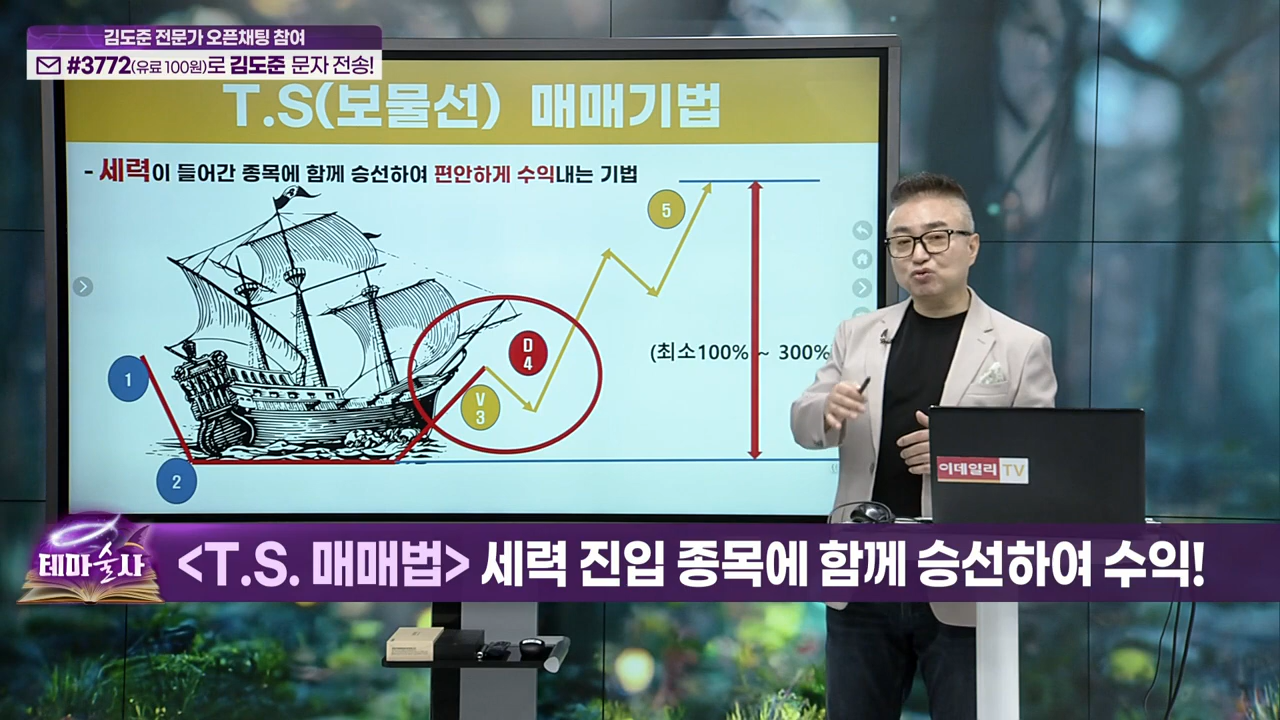 김도준 전문가 오픈채팅 참여
#3772(유료 100원)로 김도준 문자 전송!
T.S(보물선) 매매기법
- 세력이 들어간 종목에 함께 승선하여 편안하게 수익내는 기법
5
D
4
(최소100% ~ 300%
1
V
3
2
이데일리TV
테마술사
<T.S. 매매법> 세력 진입 종목에 함께 승선하여 수익!